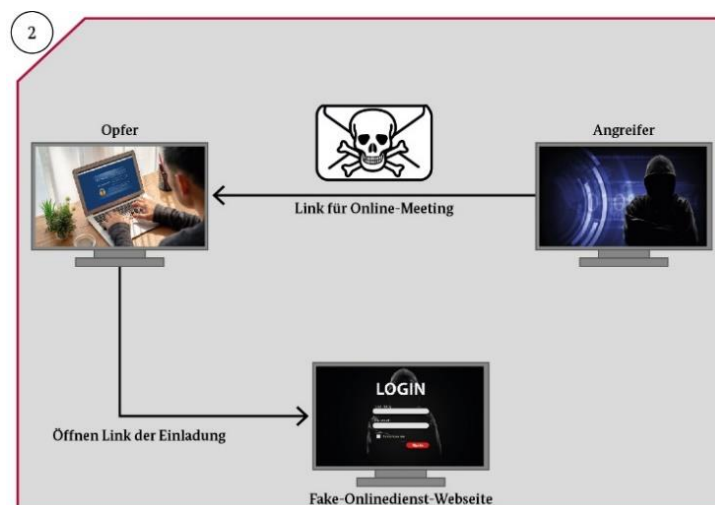 2
Opfer
Angreifer
Link für Online-Meeting
LOGIN
Öffnen Link der Einladung
Fake-Onlinedienst-Webseite